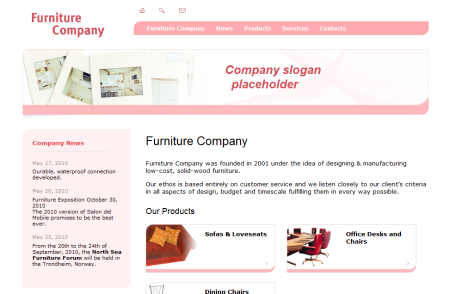 Furniture
Company
Furniture Company News Products Services Contacts
Company slogan
placeholder
Company News
May 27, 2010
Durable, waterproof connection
developed.
May 26, 2010
Furniture Exposition October 30,
2010
The 2010 version of Salon del
Mobile promises to be the best
ever.
May 25, 2010
From the 20th to the 24th of
September, 2010, the North Sea
Furniture Forum will be held in
the Trondheim, Norway.
Furniture Company
Furniture Company was founded in 2001 under the idea of designing & manufacturing
low-cost, solid-wood furniture.
Our ethos is based entirely on customer service and we listen closely to our client's criteria
in all aspects of design, budget and timescale fulfilling them in every way possible.
Our Products
Sofas & Loveseats
Office Desks and
Chairs
Dining Chairs